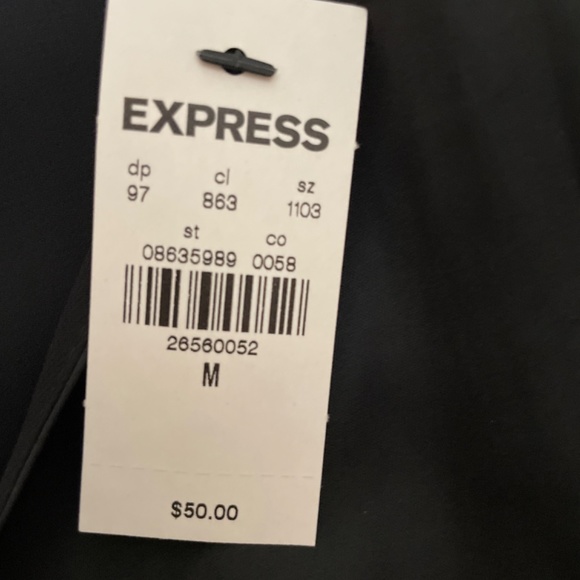 EXPRESS
dp cl sz
97 863 1103
st co
08635989 0058
26560052
M
$50.00